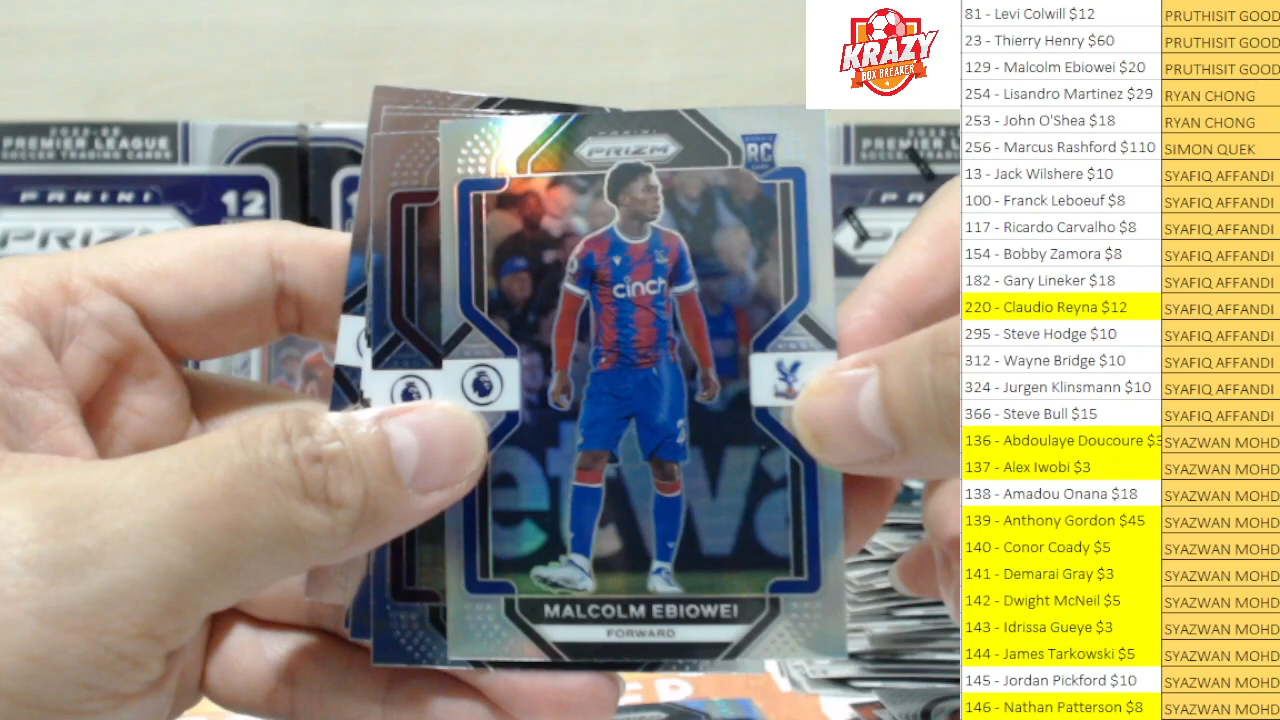 KRAZY
BOX BREAKER
2022-23
PREMIER LEAGUE
SOCCER TRADING CARDS
PANINI
PRIZM
12
PANINI
PRIZM
RC
cinch
etwa
MALCOLM EBIOWEI
FORWARD
PANINI
81 - Levi Colwill $12 PRUTHISIT GOOD
23 - Thierry Henry $60 PRUTHISIT GOOD
129 - Malcolm Ebiowei $20 PRUTHISIT GOOD
254 - Lisandro Martinez $29 RYAN CHONG
253 - John O'Shea $18 RYAN CHONG
256 - Marcus Rashford $110 SIMON QUEK
13 - Jack Wilshere $10 SYAFIQ AFFANDI
100 - Franck Leboeuf $8 SYAFIQ AFFANDI
117 - Ricardo Carvalho $8 SYAFIQ AFFANDI
154 - Bobby Zamora $8 SYAFIQ AFFANDI
182 - Gary Lineker $18 SYAFIQ AFFANDI
220 - Claudio Reyna $12 SYAFIQ AFFANDI
295 - Steve Hodge $10 SYAFIQ AFFANDI
312 - Wayne Bridge $10 SYAFIQ AFFANDI
324 - Jurgen Klinsmann $10 SYAFIQ AFFANDI
366 - Steve Bull $15 SYAFIQ AFFANDI
136 - Abdoulaye Doucoure $3 SYAZWAN MOHD
137 - Alex Iwobi $3 SYAZWAN MOHD
138 - Amadou Onana $18 SYAZWAN MOHD
139 - Anthony Gordon $45 SYAZWAN MOHD
140 - Conor Coady $5 SYAZWAN MOHD
141 - Demarai Gray $3 SYAZWAN MOHD
142 - Dwight McNeil $5 SYAZWAN MOHD
143 - Idrissa Gueye $3 SYAZWAN MOHD
144 - James Tarkowski $5 SYAZWAN MOHD
145 - Jordan Pickford $10 SYAZWAN MOHD
146 - Nathan Patterson $8 SYAZWAN MOHD